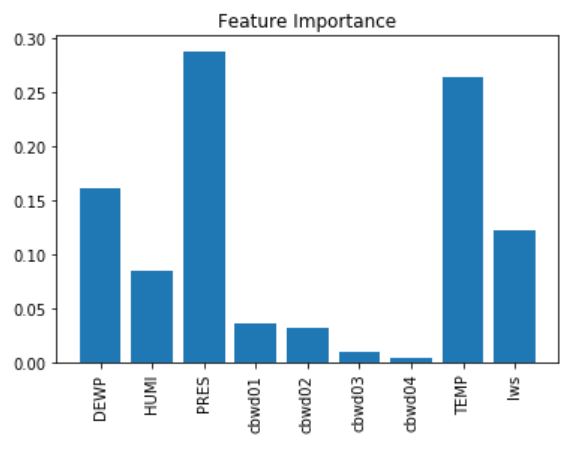 Feature Importance
0.30
0.25
0.20
0.15
0.10
0.05
0.00
DEWP
HUMI
PRES
cbwd01
cbwd02
cbwd03
cbwd04
TEMP
Iws